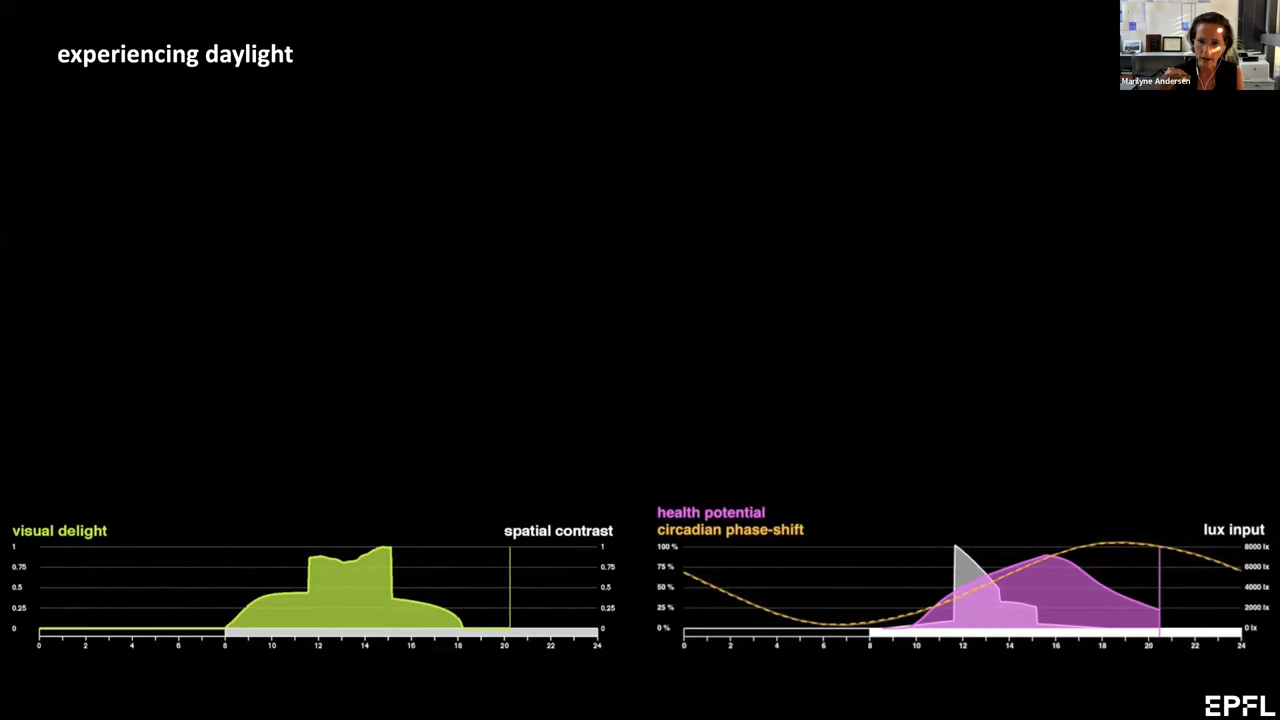 experiencing daylight
Marilyne Andersen
visual delight
spatial contrast
1
0.75
0.5
0.25
0
1
0.75
0.5
0.25
0
0 2 4 6 8 10 12 14 16 18 20 22 24
health potential
circadian phase-shift
lux input
100 %
75 %
50 %
25 %
0 %
8000 lx
6000 lx
4000 lx
2000 lx
0 lx
0 2 4 6 8 10 12 14 16 18 20 22 24
EPFL